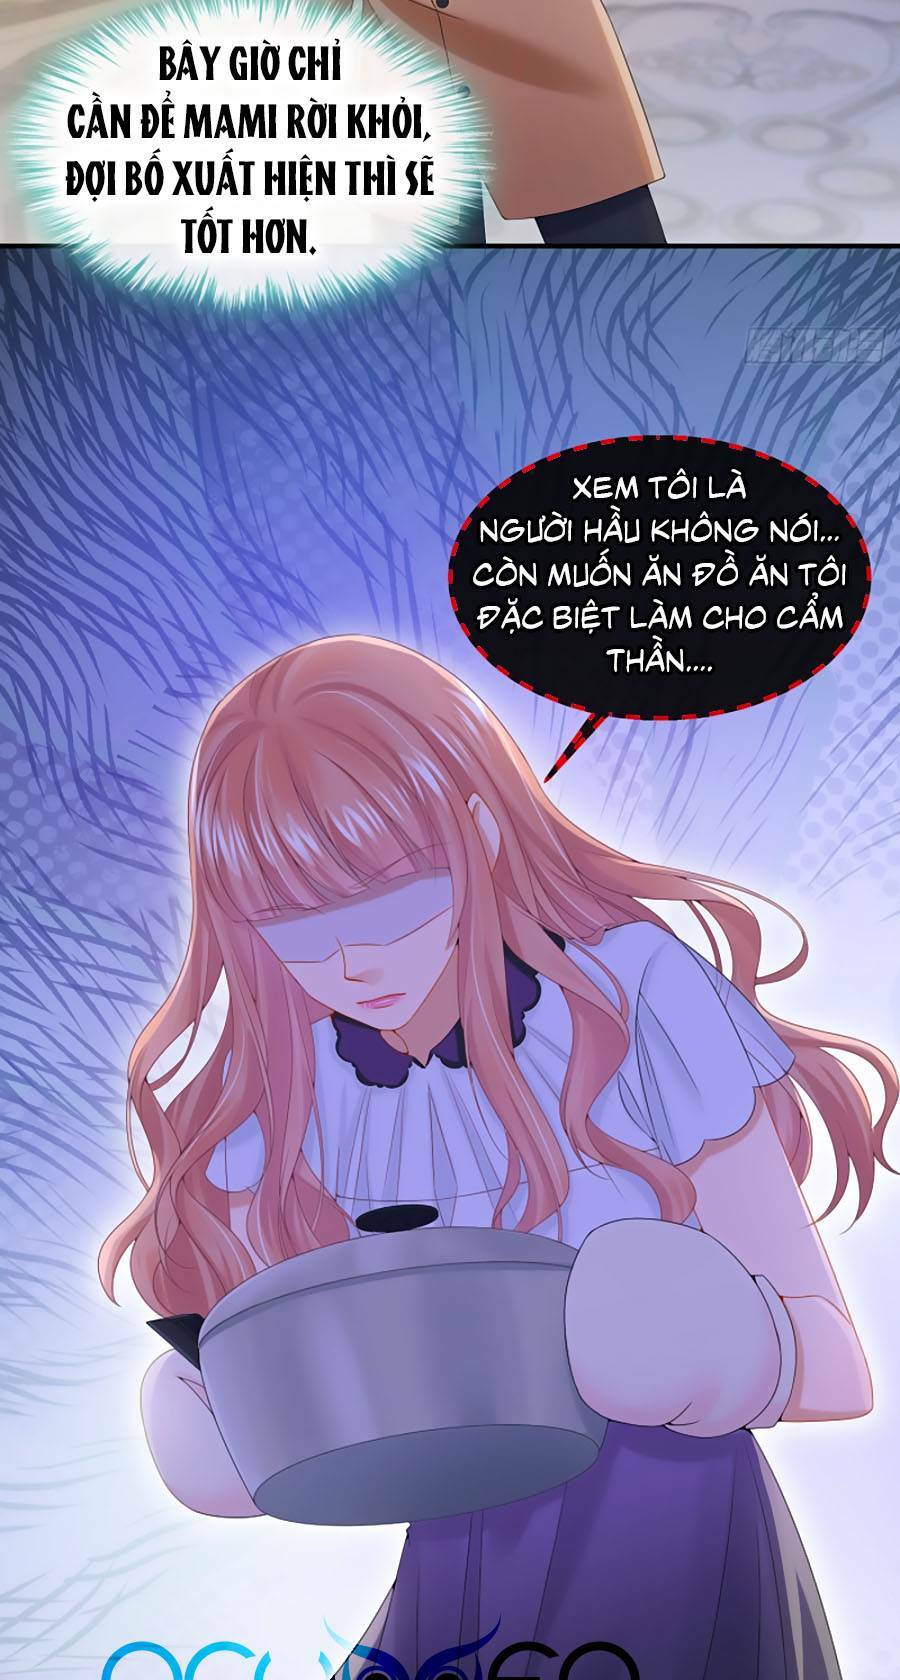 BÂY GIỜ CHỈ
CẦN ĐỂ MAMI RỜI KHỎI,
ĐỢI BỐ XUẤT HIỆN THÌ SẼ
TỐT HƠN.
XEM TÔI LÀ
NGƯỜI HẦU KHÔNG NÓI...
CÒN MUỐN ĂN ĐỒ ĂN TÔI
ĐẶC BIỆT LÀM CHO CẨM
THẦN....